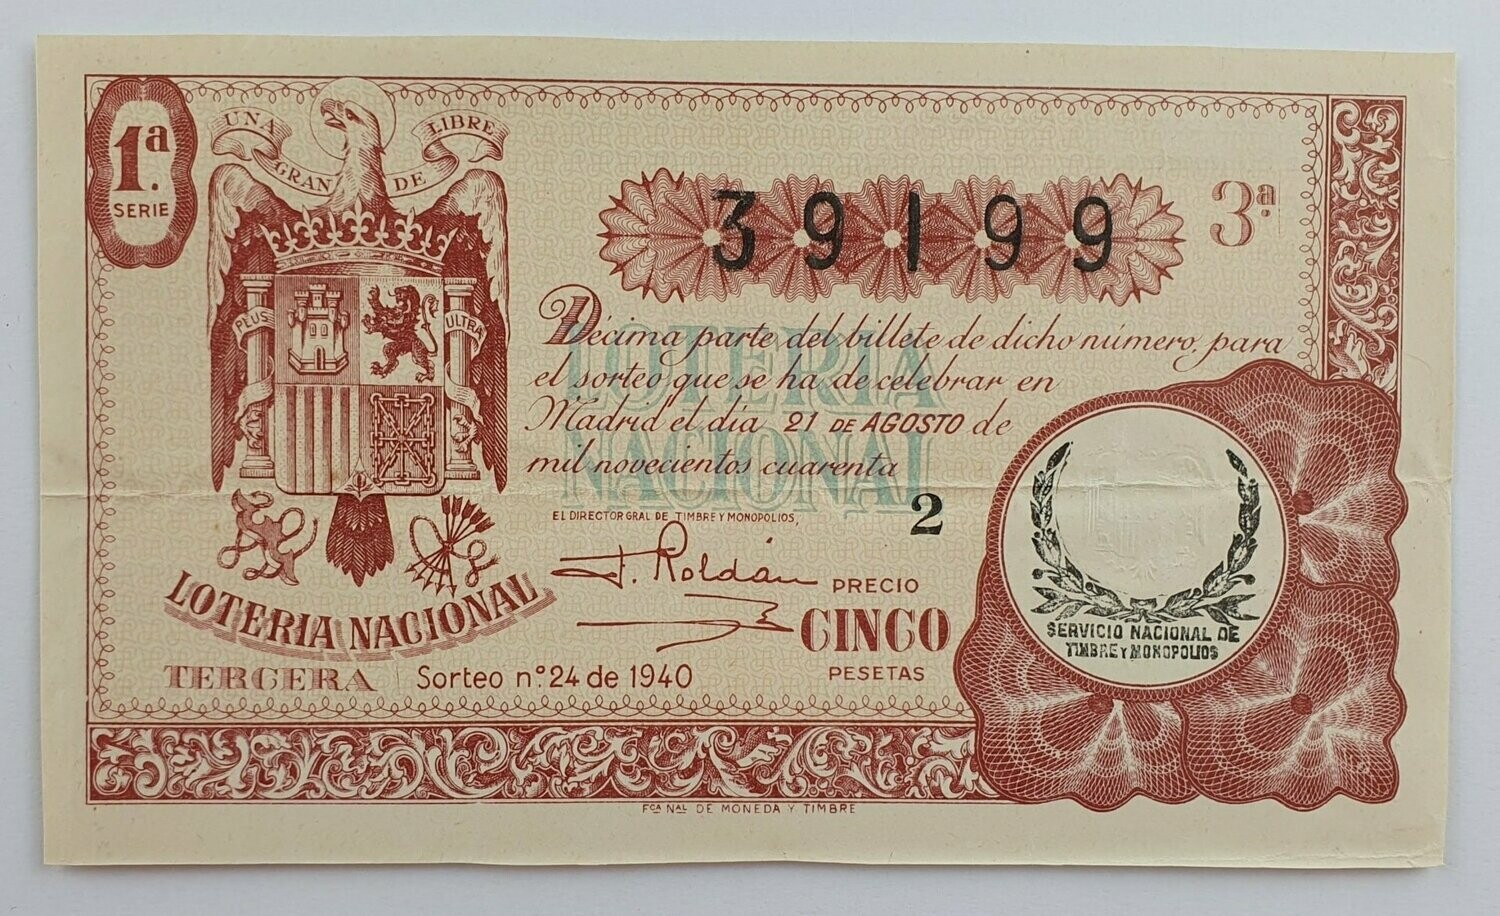 1ª.
SERIE
UNA GRANDE LIBRE
39199
3ª.
PLUS ULTRA
LOTERIA NACIONAL
Décima parte del billete de dicho número, para
el sorteo que se ha de celebrar en
Madrid el día 21 DE AGOSTO de
mil novecientos cuarenta
2
EL DIRECTOR GRAL DE TIMBRE Y MONOPOLIOS,
J. Roldán
PRECIO
CINCO
PESETAS
LOTERIA NACIONAL
TERCERA Sorteo nº 24 de 1940
SERVICIO NACIONAL DE
TIMBRE Y MONOPOLIOS
FCA NAL DE MONEDA Y TIMBRE